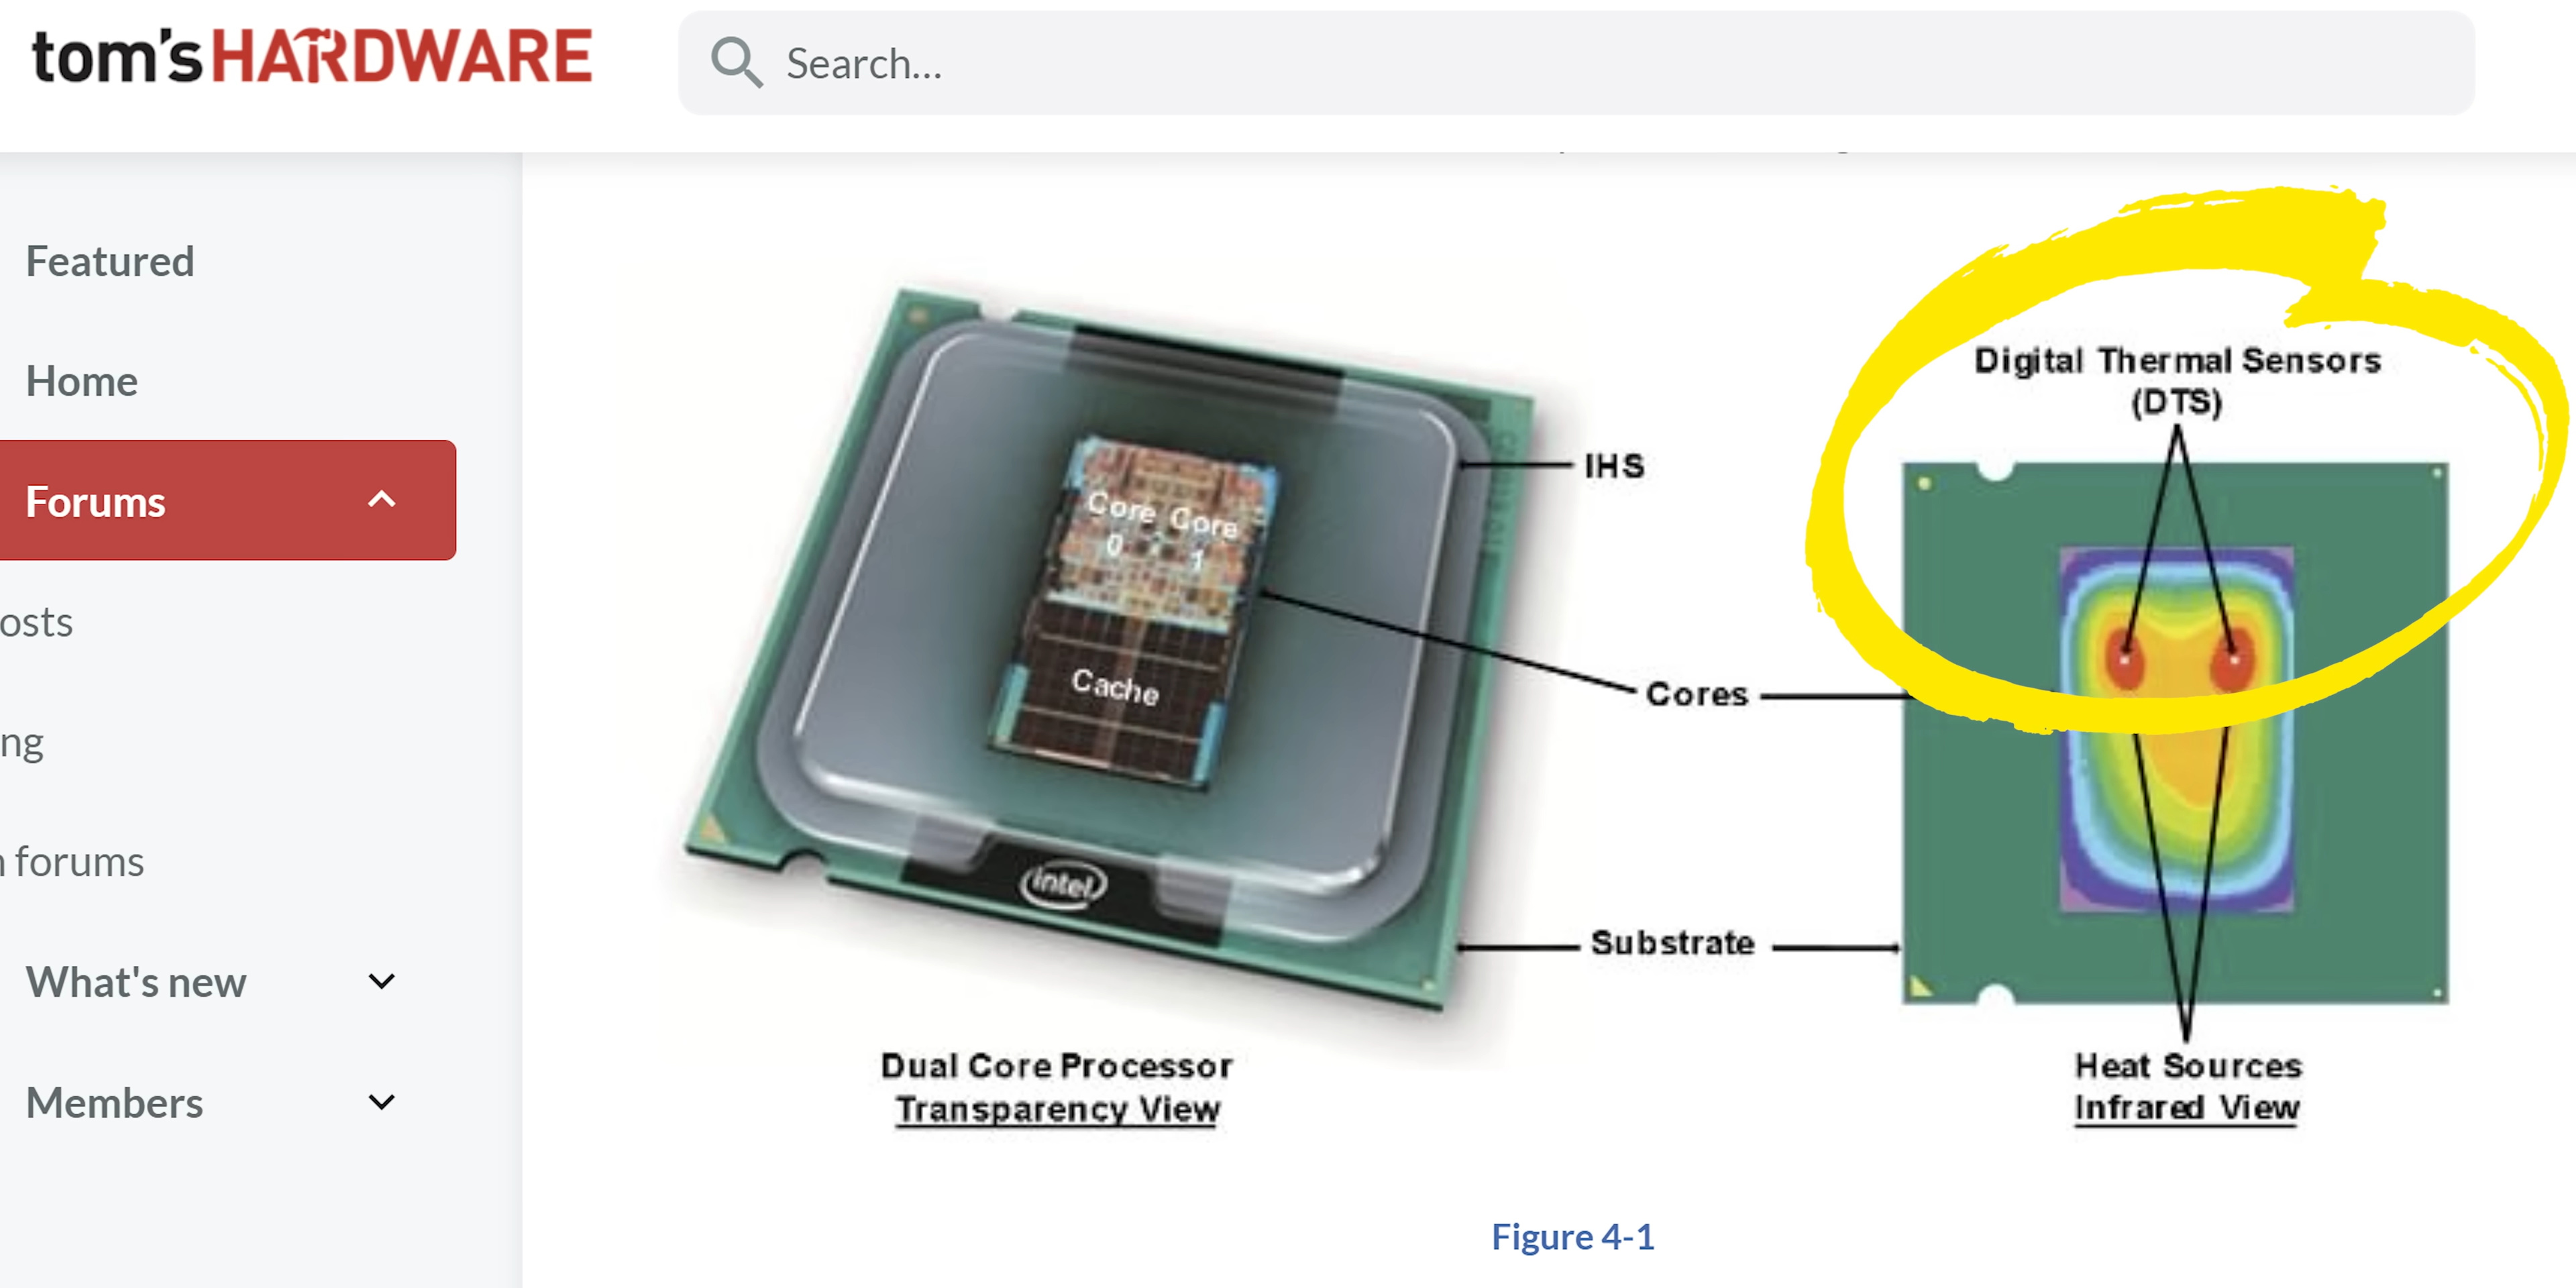 tom's HARDWARE
Search...
Featured
Home
Forums
osts
ng
forums
What's new
Members
Digital Thermal Sensors
(DTS)
IHS
Core Core
0 1
Cores
Cache
Substrate
intel
Dual Core Processor
Transparency View
Heat Sources
Infrared View
Figure 4-1